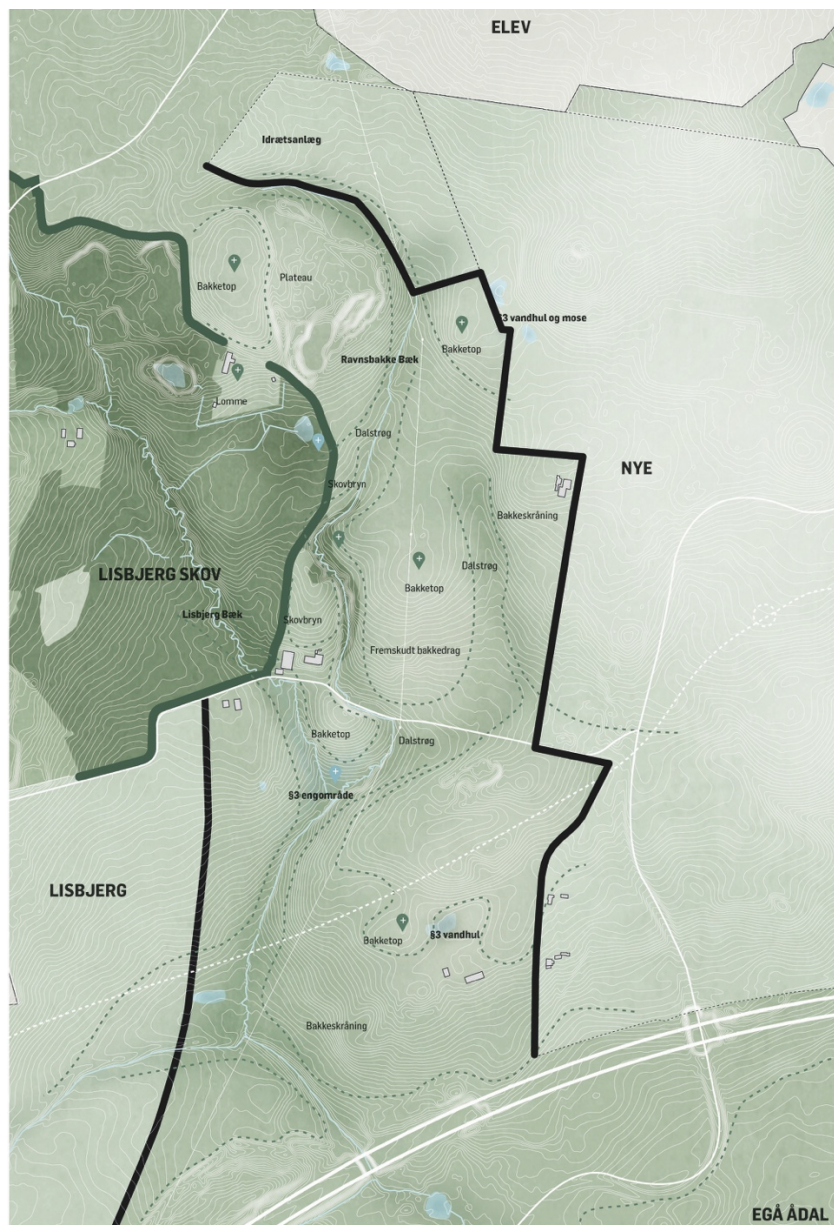 ELEV
Idrætsanlæg
Bakketop
Plateau
§3 vandhul og mose
Bakketop
Ravnsbakke Bæk
Lomme
Dalstrøg
NYE
Skovbryn
Bakkeskråning
Dalstrøg
LISBJERG SKOV
Bakketop
Lisbjerg Bæk
Skovbryn
Fremskudt bakkedrag
Bakketop
Dalstrøg
§3 engområde
LISBJERG
§3 vandhul
Bakketop
Bakkeskråning
EGÅ ÅDAL